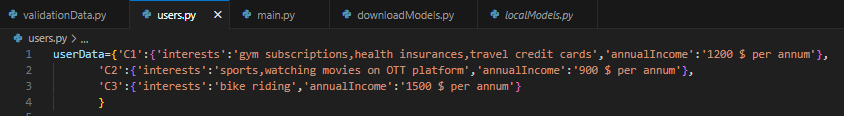 validationData.py users.py × main.py downloadModels.py localModels.py
users.py > ...
1 userData={'C1':{'interests':'gym subscriptions,health insurances,travel credit cards','annualIncome':'1200 $ per annum'},
2 'C2':{'interests':'sports,watching movies on OTT platform','annualIncome':'900 $ per annum'},
3 'C3':{'interests':'bike riding','annualIncome':'1500 $ per annum'}
4 }